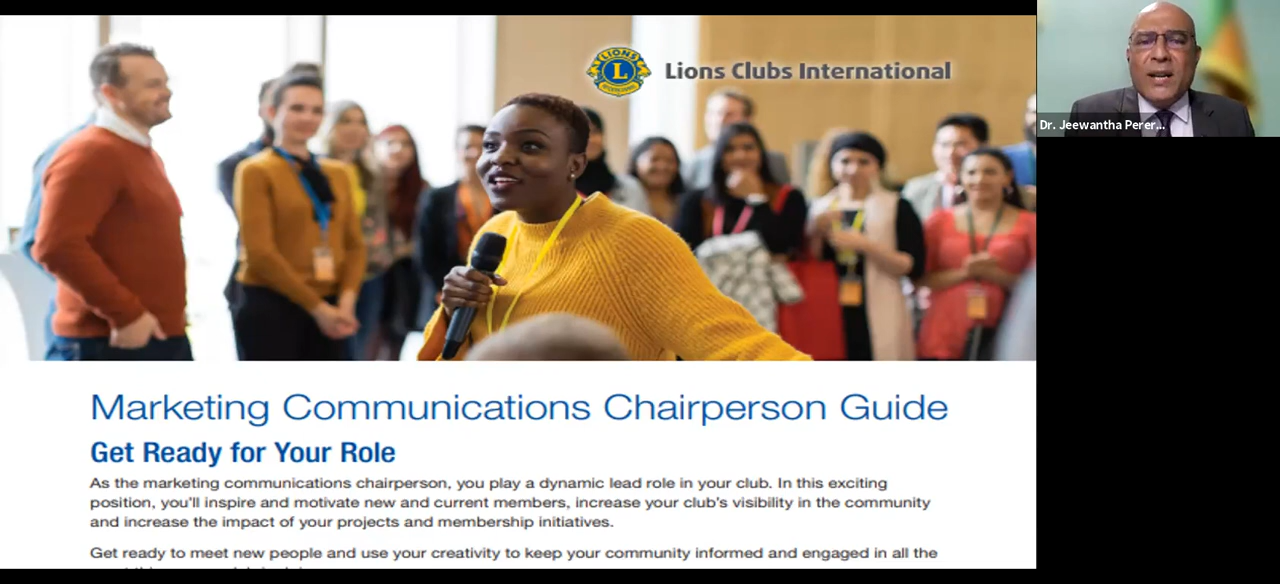 LIONS
L
INTERNATIONAL
Lions Clubs International
Dr. Jeewantha Perer...
Marketing Communications Chairperson Guide
Get Ready for Your Role
As the marketing communications chairperson, you play a dynamic lead role in your club. In this exciting
position, you'll inspire and motivate new and current members, increase your club's visibility in the community
and increase the impact of your projects and membership initiatives.
Get ready to meet new people and use your creativity to keep your community informed and engaged in all the